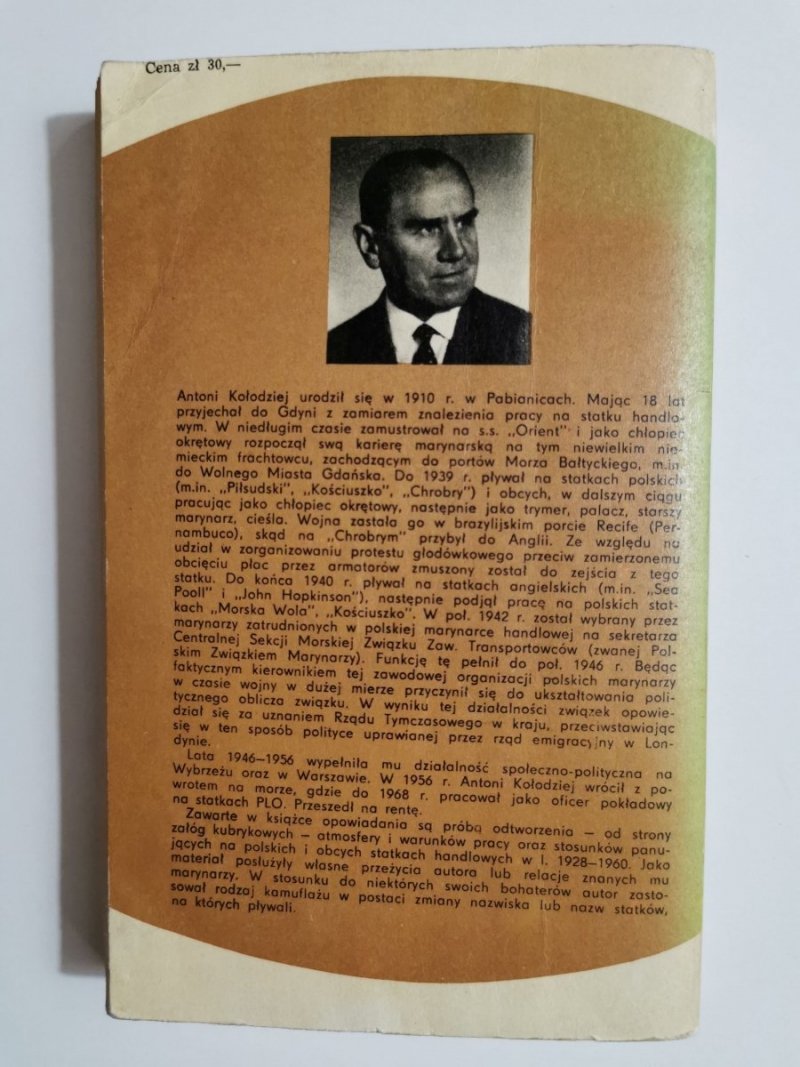 Cena zł 30,—
Antoni Kołodziej urodził się w 1910 r. w Pabianicach. Mając 18 lat
przyjechał do Gdyni z zamiarem znalezienia pracy na statku handlo-
wym. W niedługim czasie zamustrował na s.s. „Orient" i jako chłopiec
okrętowy rozpoczął swą karierę marynarską na tym niewielkim nie-
mieckim frachtowcu, zachodzącym do portów Morza Bałtyckiego, m.in.
do Wolnego Miasta Gdańska. Do 1939 r. pływał na statkach polskich
(m.in. „Piłsudski", „Kościuszko", „Chrobry") i obcych, w dalszym ciągu
pracując jako chłopiec okrętowy, następnie jako trymer, palacz, starszy
marynarz, cieśla. Wojna zastała go w brazylijskim porcie Recife (Per-
nambuco), skąd na „Chrobrym" przybył do Anglii. Ze względu na
udział w zorganizowaniu protestu głodówkowego przeciw zamierzonemu
obcięciu płac przez armatorów zmuszony został do zejścia z tego
statku. Do końca 1940 r. pływał na statkach angielskich (m.in. „Sea
Pooll" i „John Hopkinson"), następnie podjął pracę na polskich stat-
kach „Morska Wola", „Kościuszko". W poł. 1942 r. został wybrany przez
marynarzy zatrudnionych w polskiej marynarce handlowej na sekretarza
Centralnej Sekcji Morskiej Związku Zaw. Transportowców (zwanej Pol-
skim Związkiem Marynarzy). Funkcję tę pełnił do poł. 1946 r. Będąc
faktycznym kierownikiem tej zawodowej organizacji polskich marynarzy
w czasie wojny w dużej mierze przyczynił się do ukształtowania poli-
tycznego oblicza związku. W wyniku tej działalności związek opowie-
dział się za uznaniem Rządu Tymczasowego w kraju, przeciwstawiając
się w ten sposób polityce uprawianej przez rząd emigracyjny w Lon-
dynie.
Lata 1946—1956 wypełniła mu działalność społeczno-polityczna na
Wybrzeżu oraz w Warszawie. W 1956 r. Antoni Kołodziej wrócił z po-
wrotem na morze, gdzie do 1968 r. pracował jako oficer pokładowy
na statkach PLO. Przeszedł na rentę.
Zawarte w książce opowiadania są próbą odtworzenia — od strony
załóg kubrykowych — atmosfery i warunków pracy oraz stosunków panu-
jących na polskich i obcych statkach handlowych w l. 1928—1960. Jako
materiał posłużyły własne przeżycia autora lub relacje znanych mu
marynarzy. W stosunku do niektórych swoich bohaterów autor zasto-
sował rodzaj kamuflażu w postaci zmiany nazwiska lub nazw statków,
na których pływali.